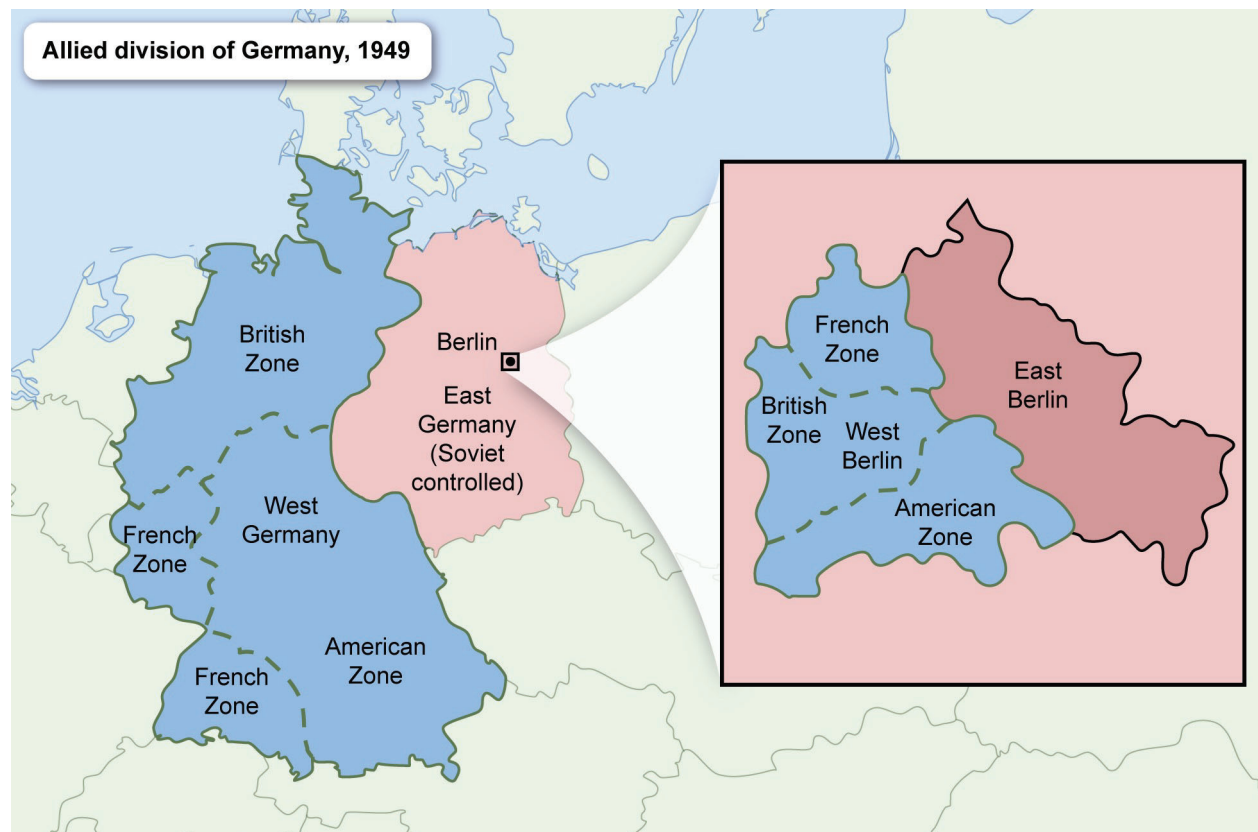 Allied division of Germany, 1949
British
Zone
Berlin
East
Germany
(Soviet
controlled)
West
Germany
French
Zone
American
Zone
French
Zone
French
Zone
East
Berlin
British
Zone
West
Berlin
American
Zone